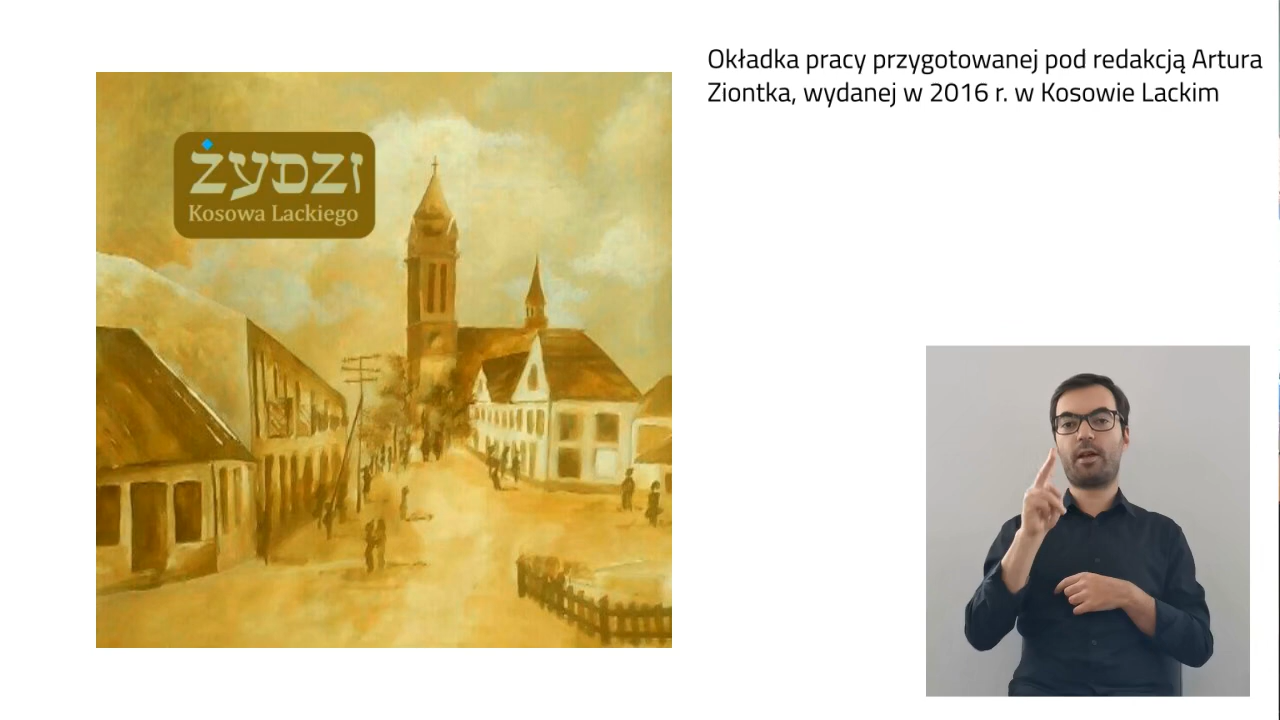 Okładka pracy przygotowanej pod redakcją Artura
Ziontka, wydanej w 2016 r. w Kosowie Lackim
ŻYDZI
Kosowa Lackiego